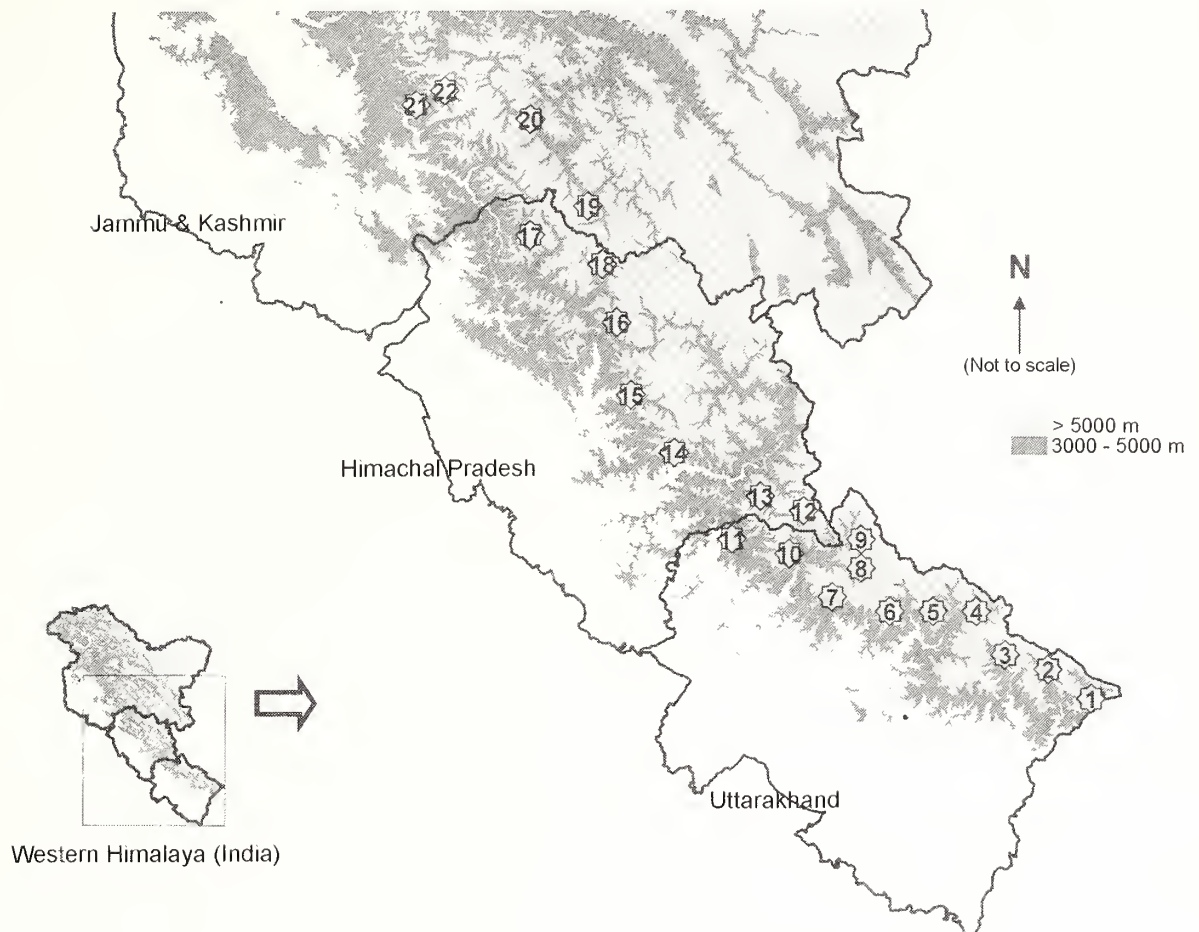 22
21
20
19
Jammu & Kashmir
17
18
N
16
(Not to scale)
15
> 5000 m
3000 - 5000 m
14
Himachal Pradesh
13
12
11
10
9
8
7
6
5
4
3
2
1
Uttarakhand
Western Himalaya (India)